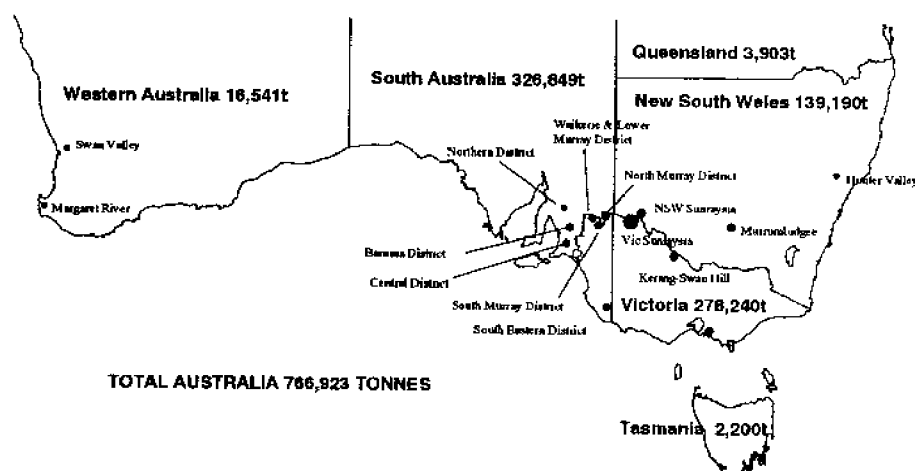 Queensland 3,903t
South Australia 326,849t
Western Australia 16,541t
New South Wales 139,190t
Waikerie & Lower
Murray District
Swan Valley
Northern District
North Murray District
Hunter Valley
Margaret River
NSW Sunraysia
Murrumbidgee
Barossa District
Vic Sunraysia
Central District
Kerang-Swan Hill
South Murray District
Victoria 278,240t
South Eastern District
TOTAL AUSTRALIA 766,923 TONNES
Tasmania 2,200t